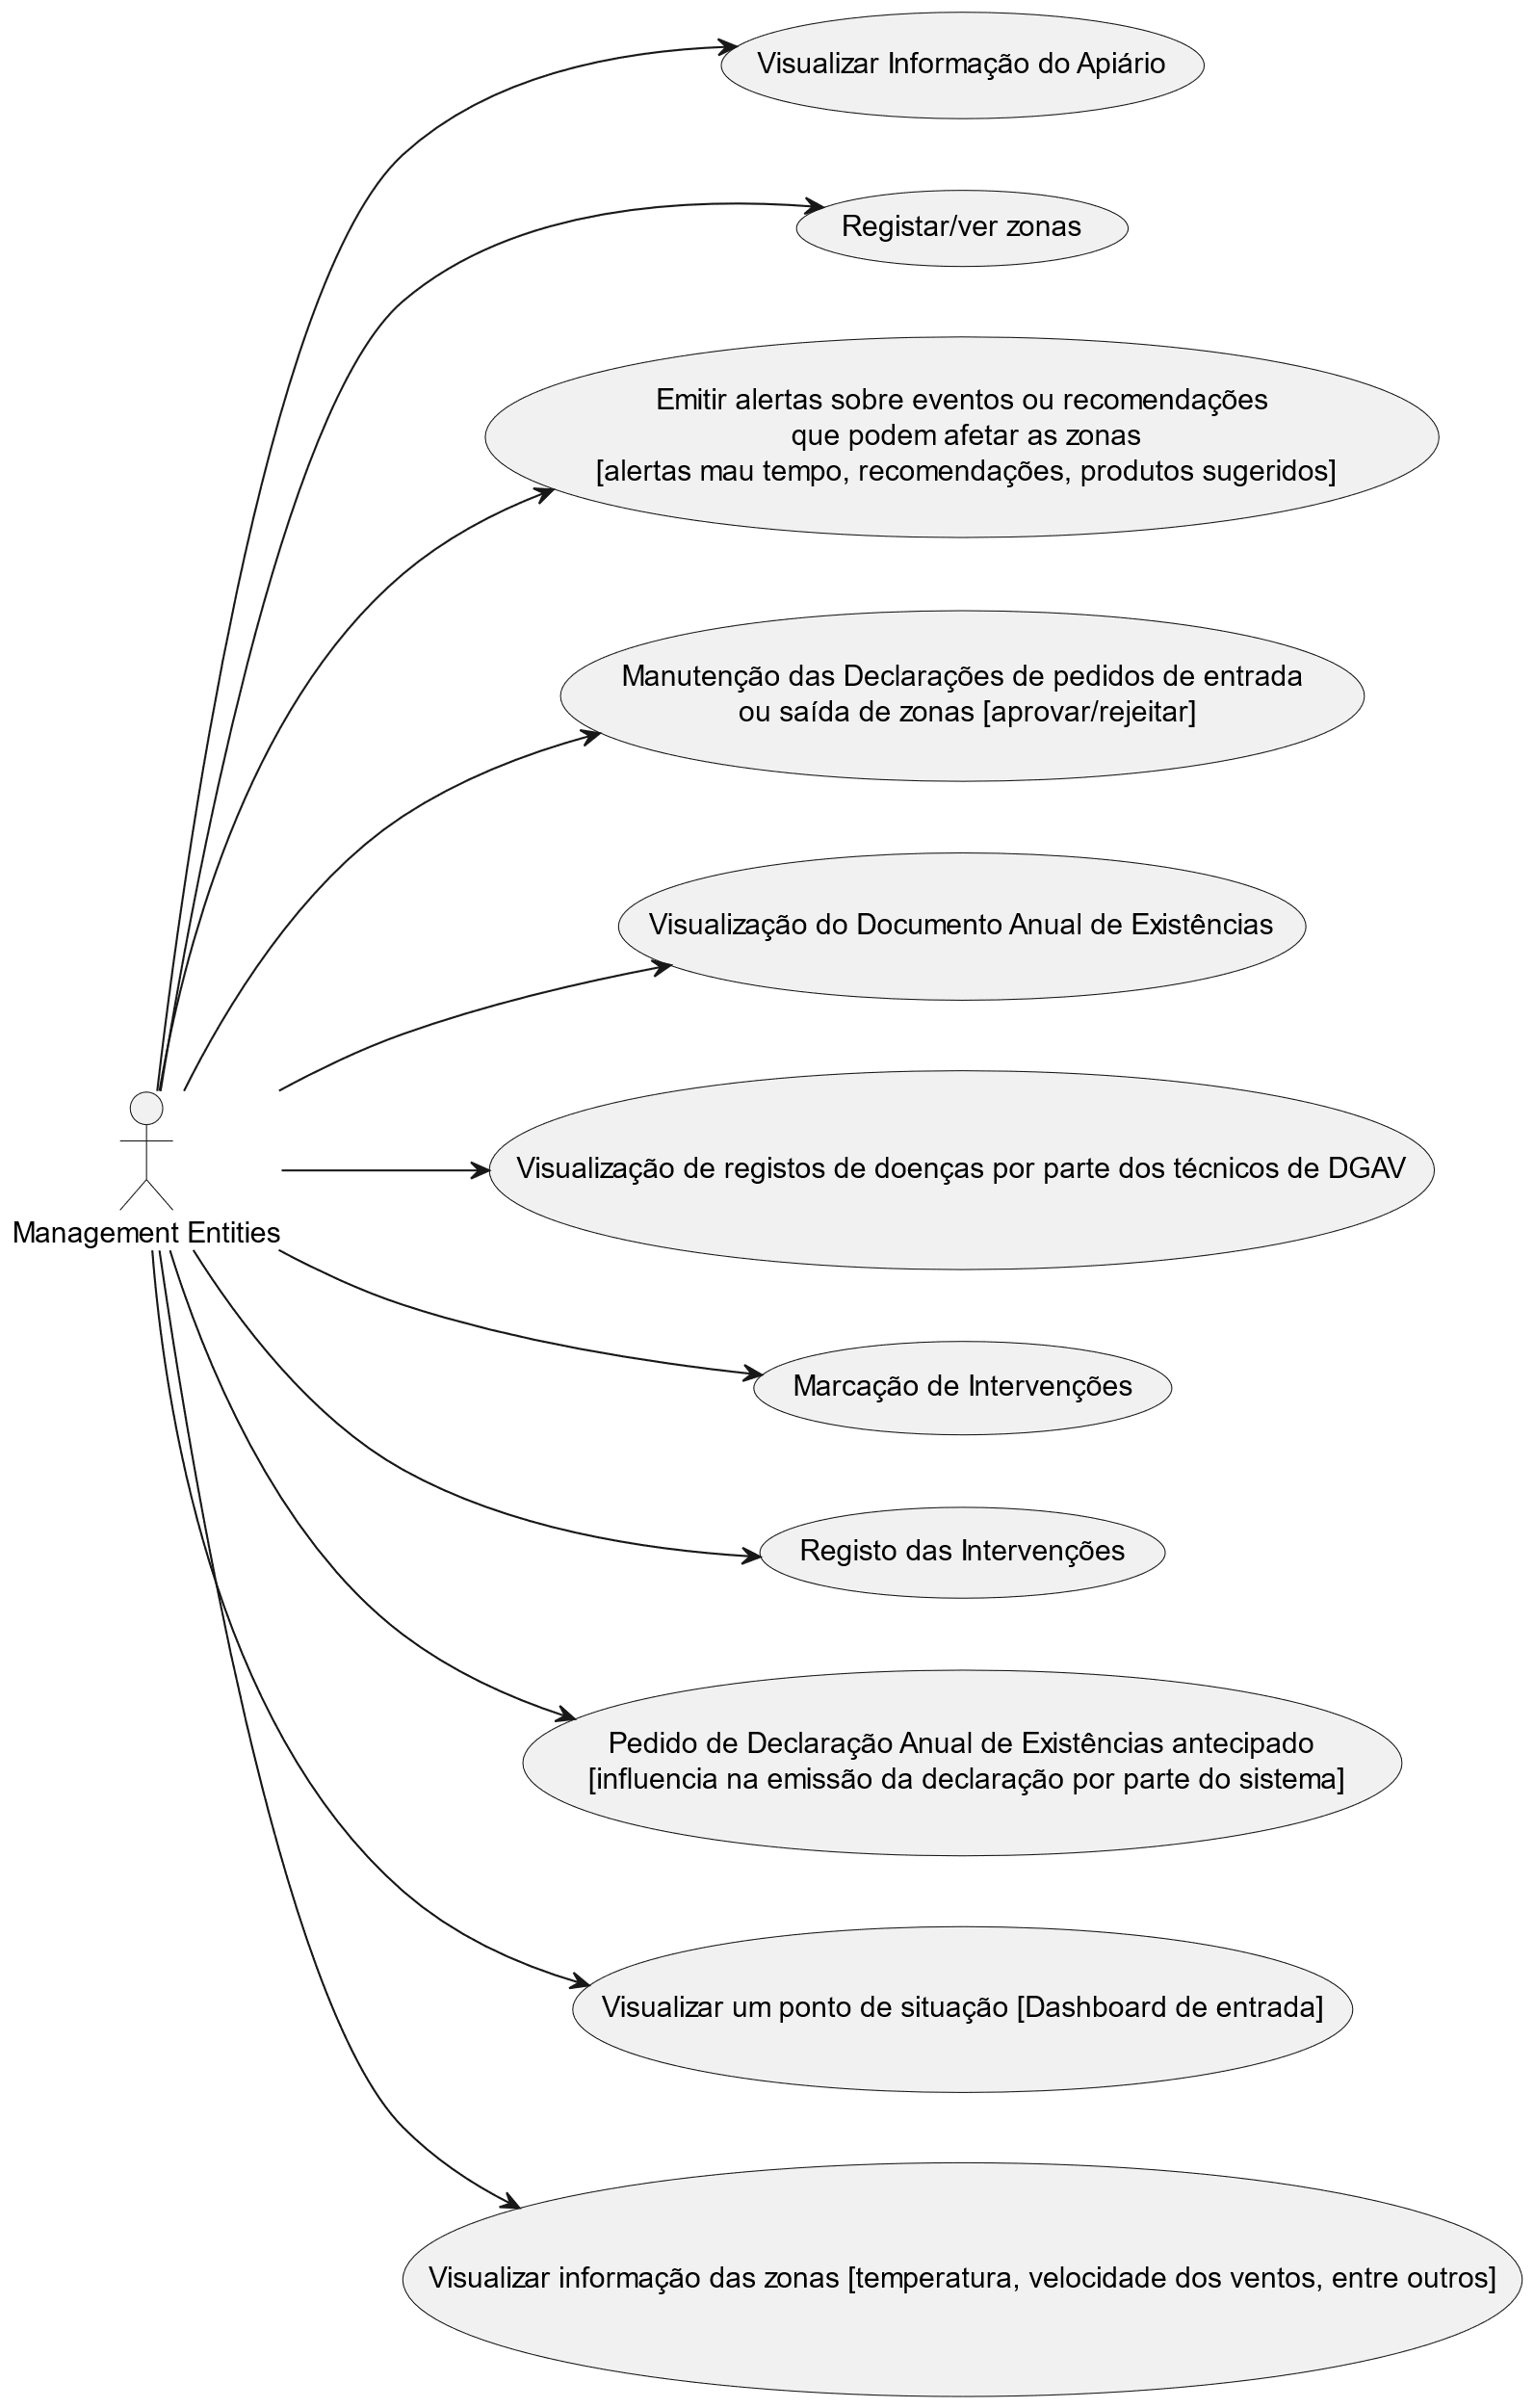 Visualizar Informação do Apiário
Registar/ver zonas
Emitir alertas sobre eventos ou recomendações
que podem afetar as zonas
[alertas mau tempo, recomendações, produtos sugeridos]
Manutenção das Declarações de pedidos de entrada
ou saída de zonas [aprovar/rejeitar]
Visualização do Documento Anual de Existências
Visualização de registos de doenças por parte dos técnicos de DGAV
Management Entities
Marcação de Intervenções
Registo das Intervenções
Pedido de Declaração Anual de Existências antecipado
[influencia na emissão da declaração por parte do sistema]
Visualizar um ponto de situação [Dashboard de entrada]
Visualizar informação das zonas [temperatura, velocidade dos ventos, entre outros]